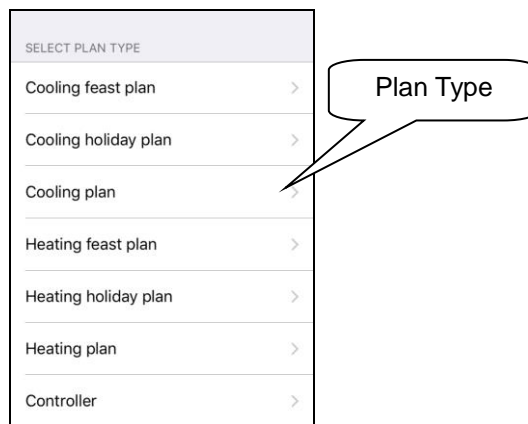 SELECT PLAN TYPE
Cooling feast plan
Plan Type
Cooling holiday plan
Cooling plan
Heating feast plan
Heating holiday plan
Heating plan
Controller